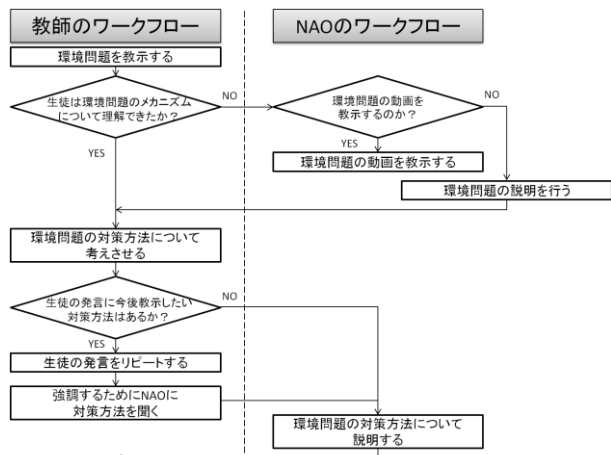 教師のワークフロー
NAOのワークフロー
環境問題を教示する
生徒は環境問題のメカニズム
について理解できたか？
NO
環境問題の動画を
教示するのか？
NO
YES
YES
環境問題の動画を教示する
環境問題の説明を行う
環境問題の対策方法について
考えさせる
生徒の発言に今後教示したい
対策方法はあるか？
NO
YES
生徒の発言をリピートする
強調するためにNAOに
対策方法を聞く
環境問題の対策方法について
説明する